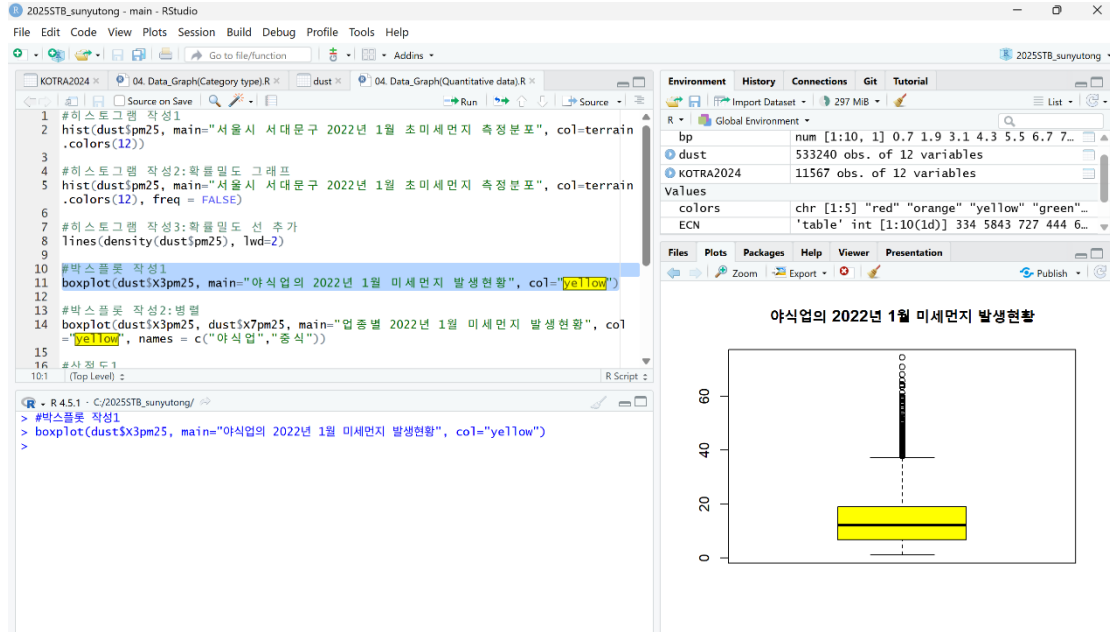 2025STB_sunyutong - main - RStudio
File Edit Code View Plots Session Build Debug Profile Tools Help
Go to file/function
Addins
2025STB_sunyutong
KOTRA2024
04. Data_Graph(Category type).R
dust
04. Data_Graph(Quantitative data).R
Source on Save
Run
Source
1 #히스토그램 작성1
2 hist(dust$pm25, main="서울시 서대문구 2022년 1월 초미세먼지 측정분포", col=terrain
.colors(12))
3
4 #히스토그램 작성2:확률밀도 그래프
5 hist(dust$pm25, main="서울시 서대문구 2022년 1월 초미세먼지 측정분포", col=terrain
.colors(12), freq = FALSE)
6
7 #히스토그램 작성3:확률밀도 선 추가
8 lines(density(dust$pm25), lwd=2)
9
10 #박스플롯 작성1
11 boxplot(dust$X3pm25, main="야식업의 2022년 1월 미세먼지 발생현황", col="yellow")
12
13 #박스플롯 작성2:병렬
14 boxplot(dust$X3pm25, dust$X7pm25, main="업종별 2022년 1월 미세먼지 발생현황", col
="yellow", names = c("야식업","중식"))
15
16 #산점도1
10:1 (Top Level) R Script
R 4.5.1 · C:/2025STB_sunyutong/
> #박스플롯 작성1
> boxplot(dust$X3pm25, main="야식업의 2022년 1월 미세먼지 발생현황", col="yellow")
>
Environment History Connections Git Tutorial
Import Dataset 297 MiB List
R Global Environment
bp num [1:10, 1] 0.7 1.9 3.1 4.3 5.5 6.7 7…
dust 533240 obs. of 12 variables
KOTRA2024 11567 obs. of 12 variables
Values
colors chr [1:5] "red" "orange" "yellow" "green"…
ECN 'table' int [1:10(1d)] 334 5843 727 444 6…
Files Plots Packages Help Viewer Presentation
Zoom Export Publish
야식업의 2022년 1월 미세먼지 발생현황
60
40
20
0